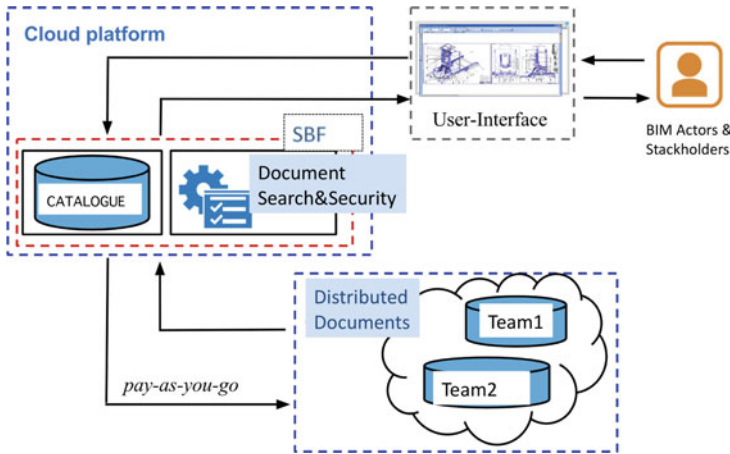 Cloud platform
User-Interface
BIM Actors &
Stackholders
SBF
CATALOGUE
Document
Search&Security
Distributed
Documents
Team1
Team2
pay-as-you-go